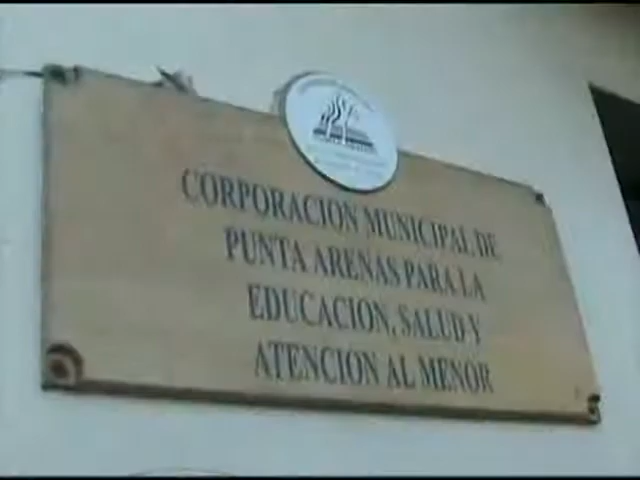 CORPORACION MUNICIPAL DE
PUNTA ARENAS PARA LA
EDUCACION, SALUD Y
ATENCION AL MENOR